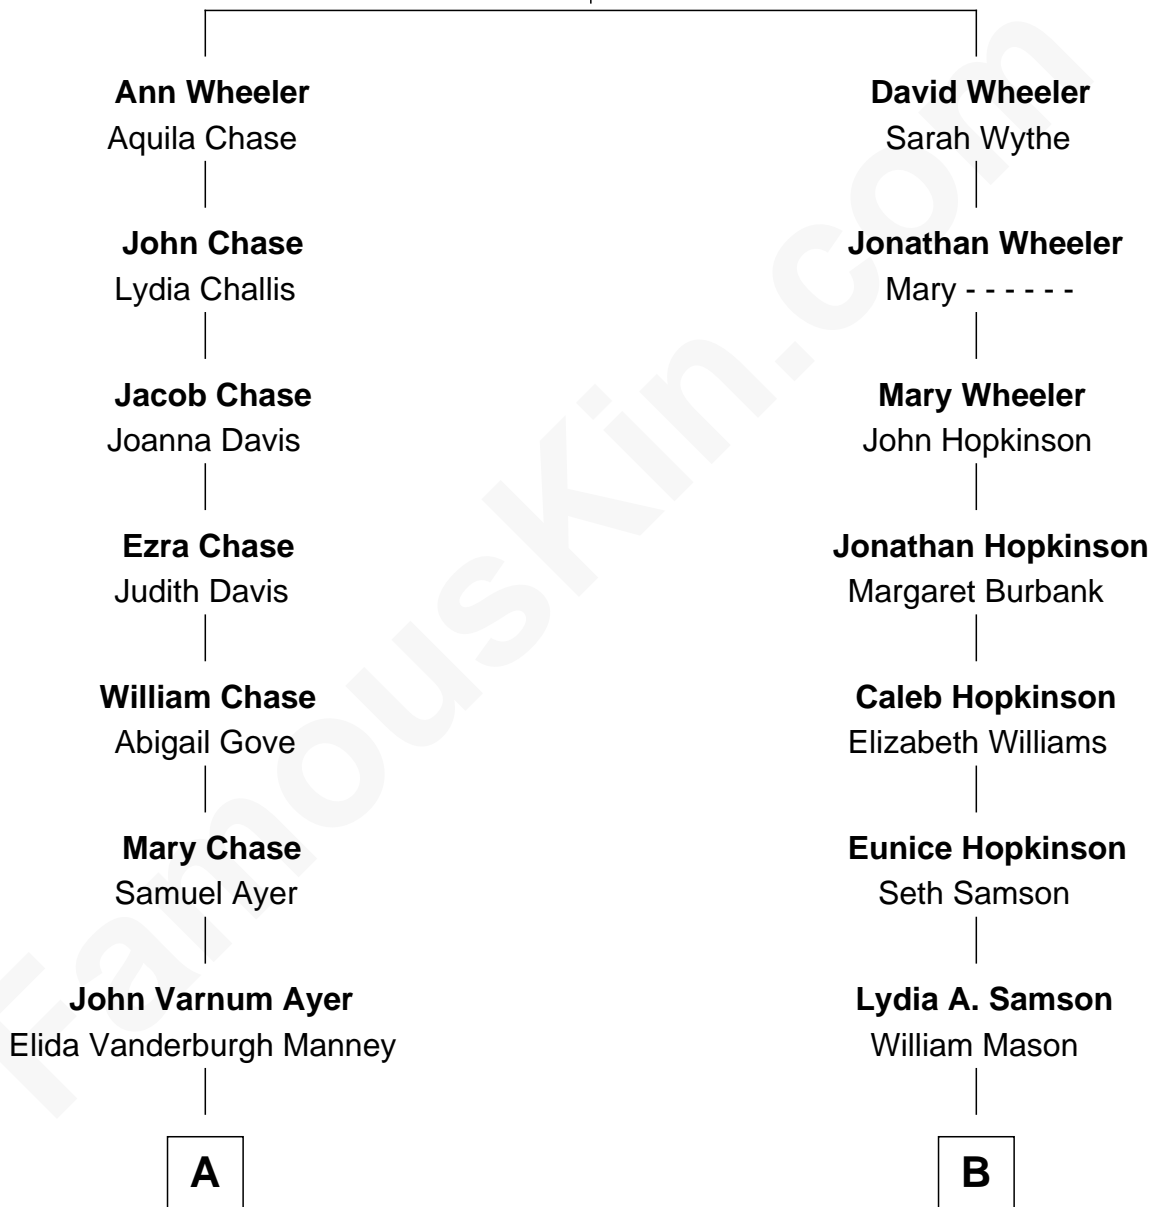 Ann Wheeler
Aquila Chase
John Chase
Lydia Challis
Jacob Chase
Joanna Davis
Ezra Chase
Judith Davis
William Chase
Abigail Gove
Mary Chase
Samuel Ayer
John Varnum Ayer
Elida Vanderburgh Manney
A
David Wheeler
Sarah Wythe
Jonathan Wheeler
Mary - - - - - -
Mary Wheeler
John Hopkinson
Jonathan Hopkinson
Margaret Burbank
Caleb Hopkinson
Elizabeth Williams
Eunice Hopkinson
Seth Samson
Lydia A. Samson
William Mason
B
FamousKin.com